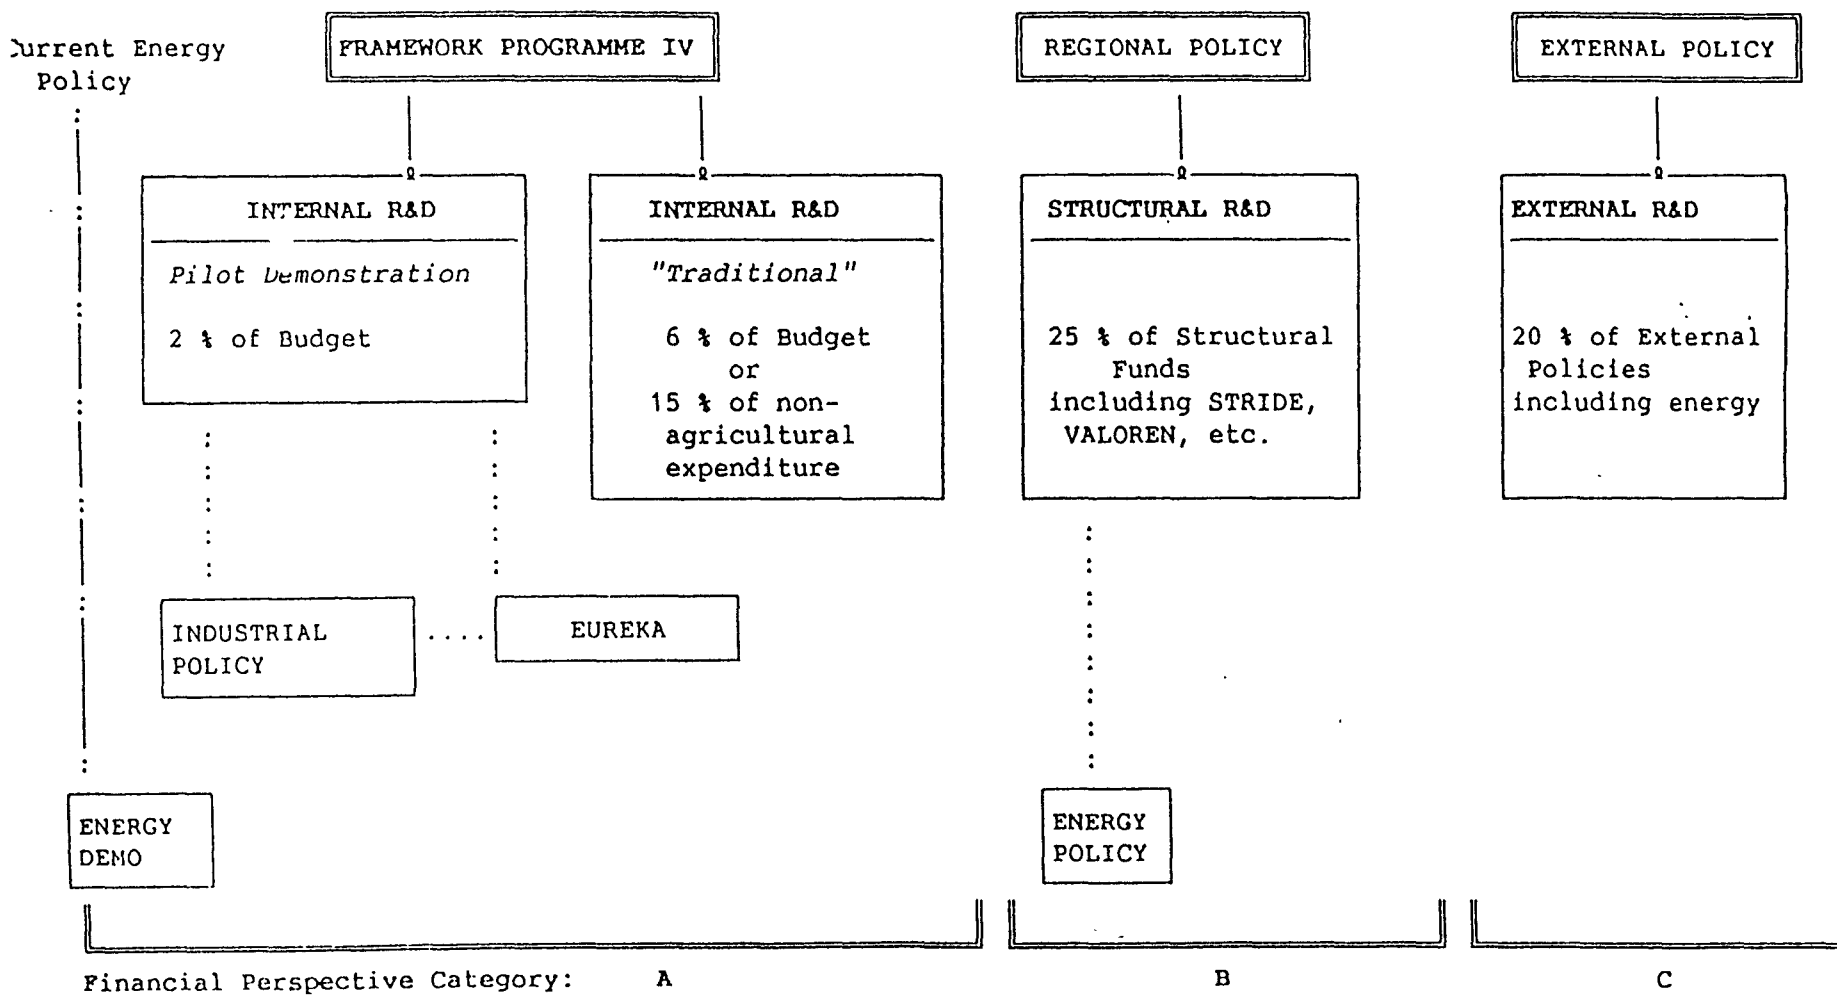 Current Energy
Policy
FRAMEWORK PROGRAMME IV
REGIONAL POLICY
EXTERNAL POLICY
INTERNAL R&D
Pilot Demonstration
2 % of Budget
INTERNAL R&D
"Traditional"
6 % of Budget
or
15 % of non-
agricultural
expenditure
STRUCTURAL R&D
25 % of Structural
Funds
including STRIDE,
VALOREN, etc.
EXTERNAL R&D
20 % of External
Policies
including energy
INDUSTRIAL
POLICY
....
EUREKA
ENERGY
DEMO
ENERGY
POLICY
Financial Perspective Category: A B C